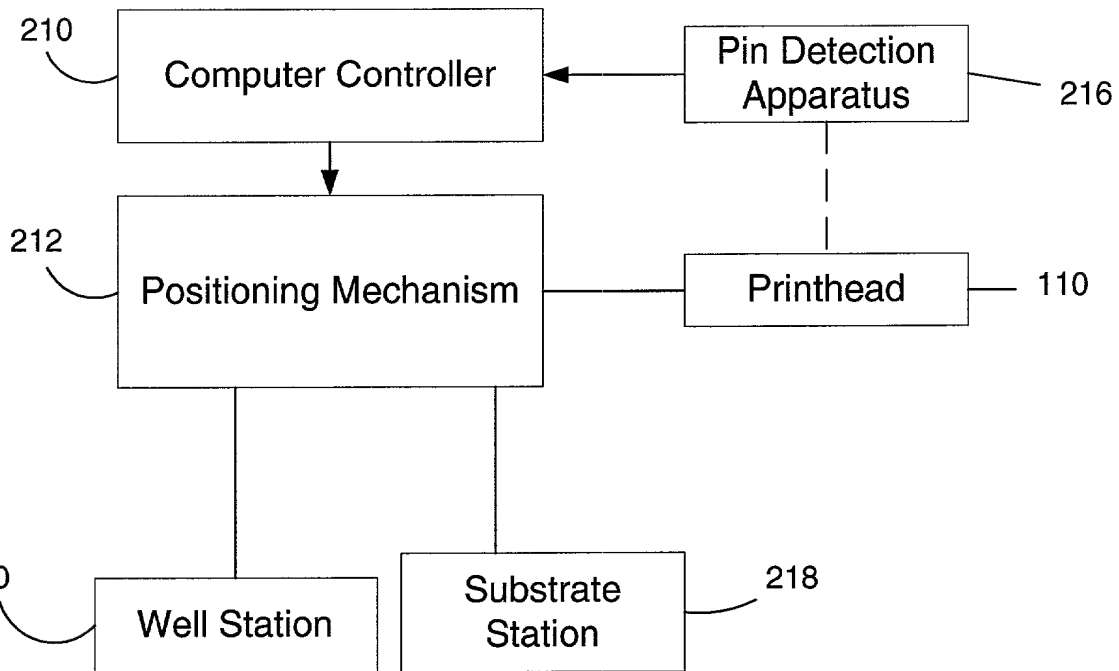 210
Computer Controller
Pin Detection
Apparatus
216
212
Positioning Mechanism
Printhead
110
Well Station
Substrate
Station
218